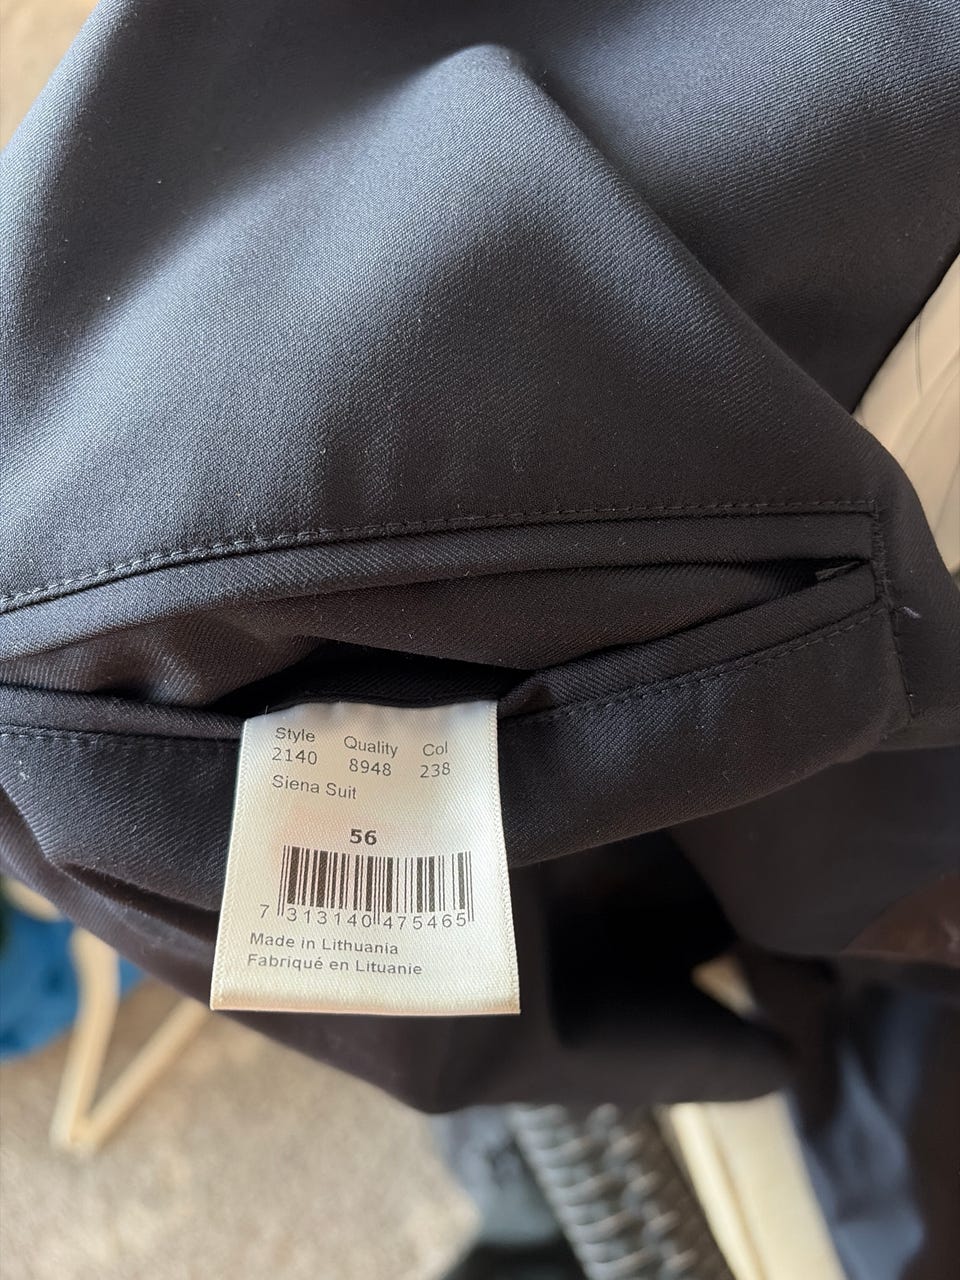 Style Quality Col
2140 8948 238
Siena Suit
56
7 313140 475465
Made in Lithuania
Fabriqué en Lituanie